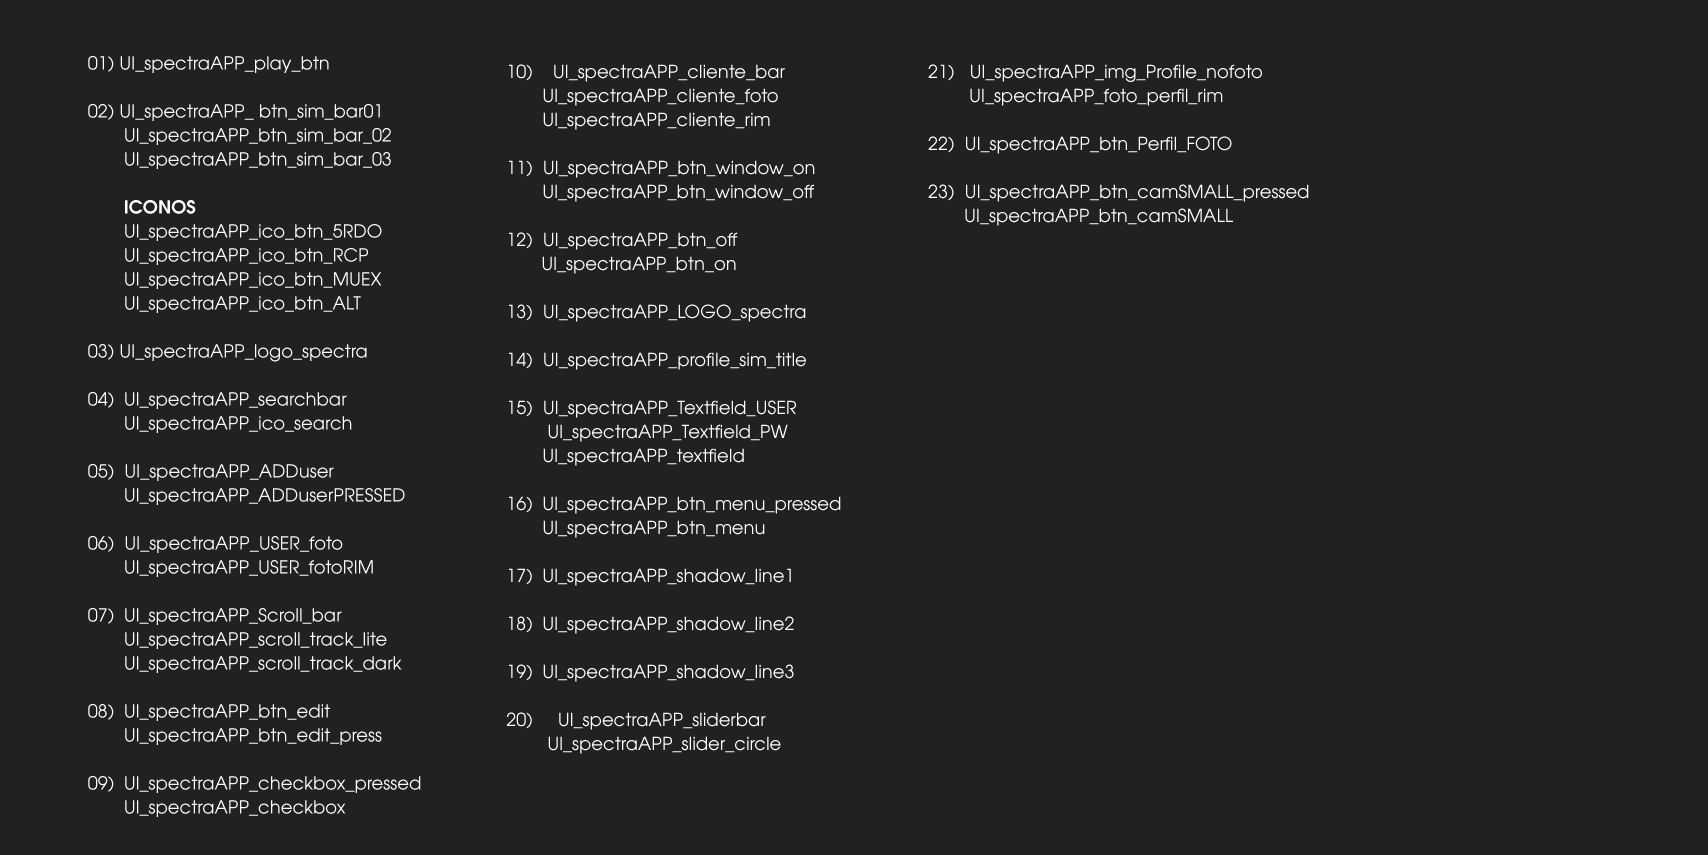 01) UI_spectraAPP_play_btn
02) UI_spectraAPP_ btn_sim_bar01
UI_spectraAPP_btn_sim_bar_02
UI_spectraAPP_btn_sim_bar_03
ICONOS
UI_spectraAPP_ico_btn_5RDO
UI_spectraAPP_ico_btn_RCP
UI_spectraAPP_ico_btn_MUEX
UI_spectraAPP_ico_btn_ALT
03) UI_spectraAPP_logo_spectra
04) UI_spectraAPP_searchbar
UI_spectraAPP_ico_search
05) UI_spectraAPP_ADDuser
UI_spectraAPP_ADDuserPRESSED
06) UI_spectraAPP_USER_foto
UI_spectraAPP_USER_fotoRIM
07) UI_spectraAPP_Scroll_bar
UI_spectraAPP_scroll_track_lite
UI_spectraAPP_scroll_track_dark
08) UI_spectraAPP_btn_edit
UI_spectraAPP_btn_edit_press
09) UI_spectraAPP_checkbox_pressed
UI_spectraAPP_checkbox
10) UI_spectraAPP_cliente_bar
UI_spectraAPP_cliente_foto
UI_spectraAPP_cliente_rim
11) UI_spectraAPP_btn_window_on
UI_spectraAPP_btn_window_off
12) UI_spectraAPP_btn_off
UI_spectraAPP_btn_on
13) UI_spectraAPP_LOGO_spectra
14) UI_spectraAPP_profile_sim_title
15) UI_spectraAPP_Textfield_USER
UI_spectraAPP_Textfield_PW
UI_spectraAPP_textfield
16) UI_spectraAPP_btn_menu_pressed
UI_spectraAPP_btn_menu
17) UI_spectraAPP_shadow_line1
18) UI_spectraAPP_shadow_line2
19) UI_spectraAPP_shadow_line3
20) UI_spectraAPP_sliderbar
UI_spectraAPP_slider_circle
21) UI_spectraAPP_img_Profile_nofoto
UI_spectraAPP_foto_perfil_rim
22) UI_spectraAPP_btn_Perfil_FOTO
23) UI_spectraAPP_btn_camSMALL_pressed
UI_spectraAPP_btn_camSMALL